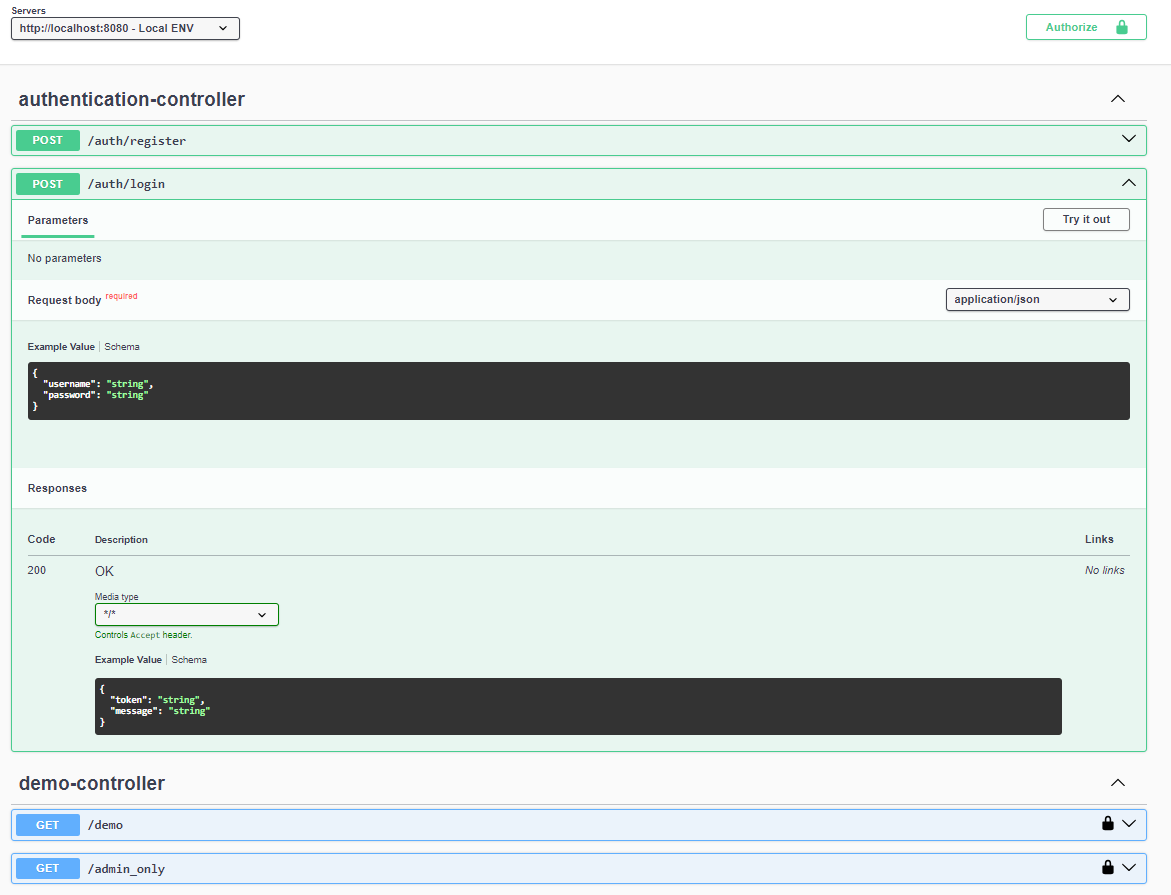 Servers
http://localhost:8080 - Local ENV
Authorize
authentication-controller
POST /auth/register
POST /auth/login
Parameters
Try it out
No parameters
Request body required
application/json
Example Value | Schema
{
  "username": "string",
  "password": "string"
}
Responses
Code Description Links
200 OK No links
Media type
*/*
Controls Accept header.
Example Value | Schema
{
  "token": "string",
  "message": "string"
}
demo-controller
GET /demo
GET /admin_only